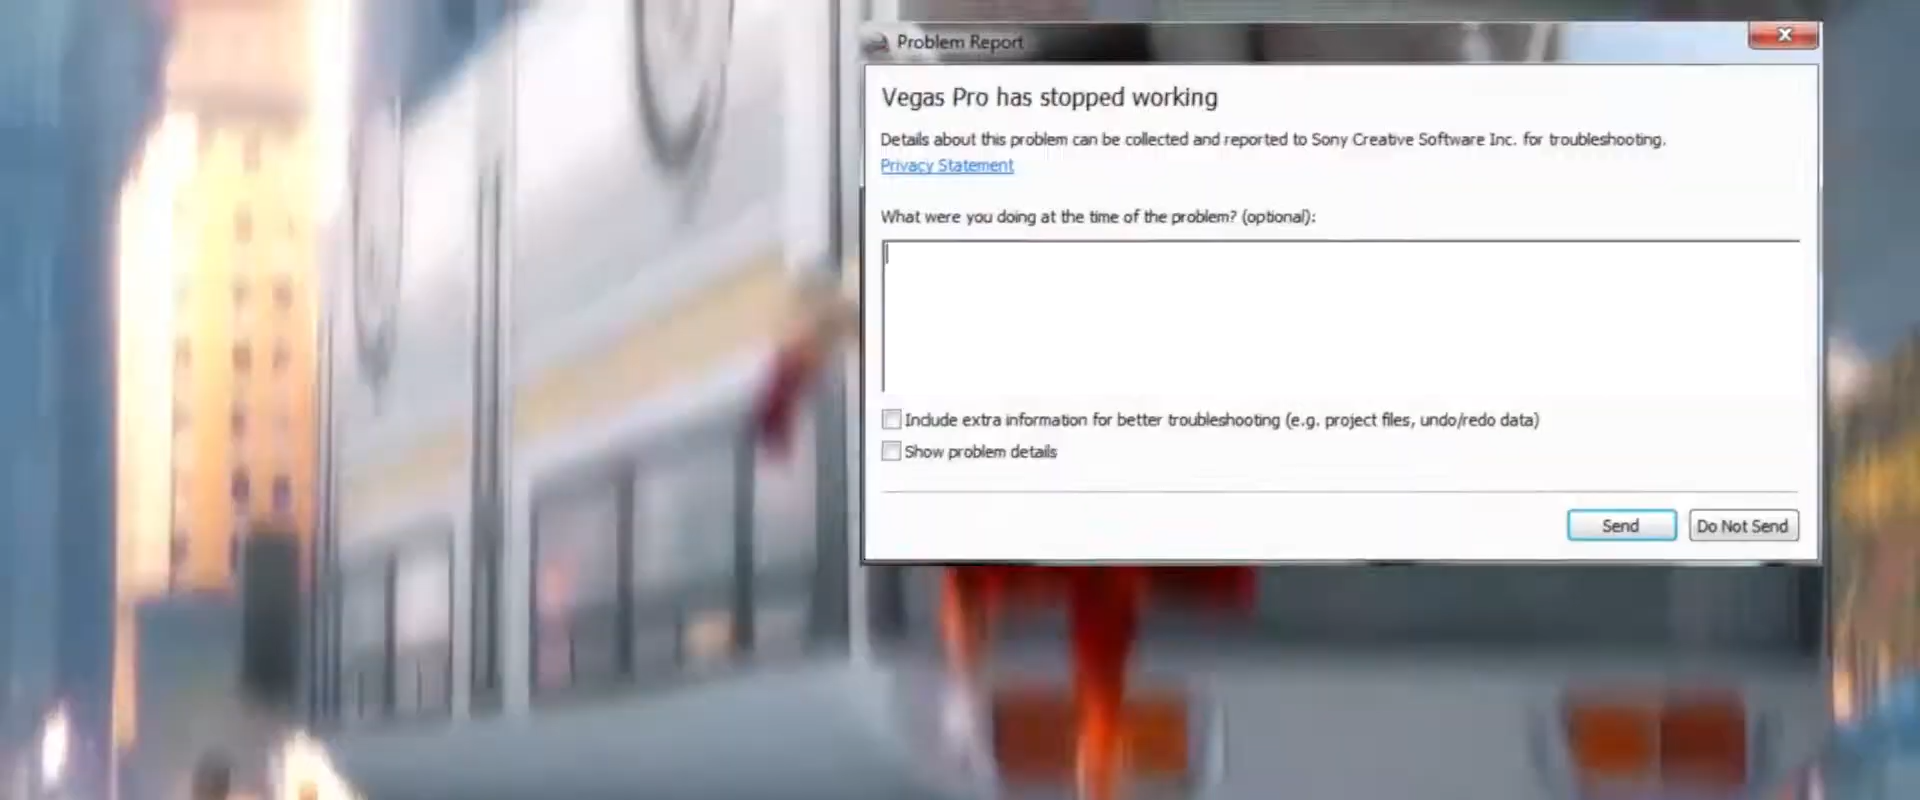 Problem Report
Vegas Pro has stopped working
Details about this problem can be collected and reported to Sony Creative Software Inc. for troubleshooting.
Privacy Statement
What were you doing at the time of the problem? (optional):
Include extra information for better troubleshooting (e.g. project files, undo/redo data)
Show problem details
Send
Do Not Send